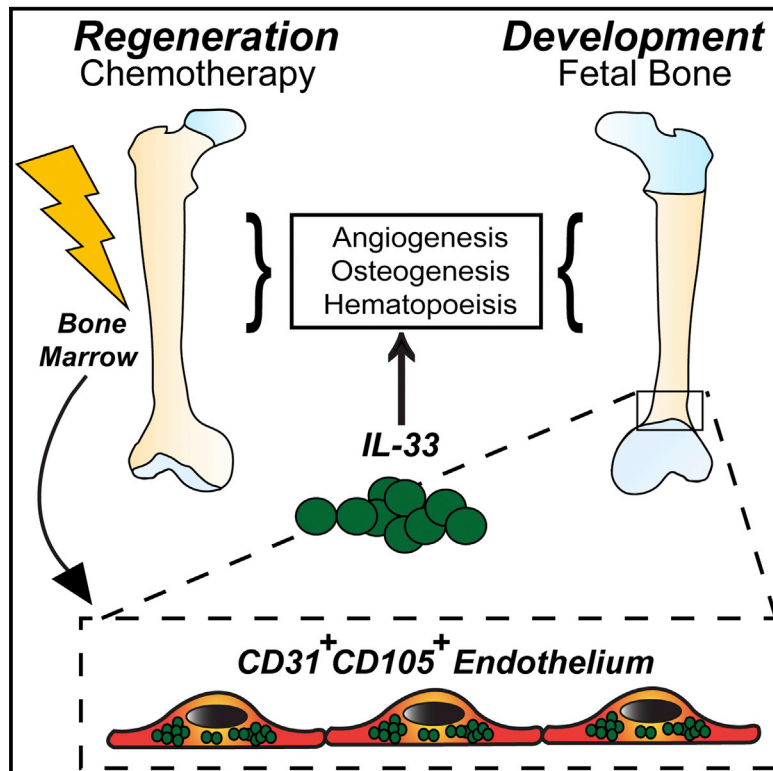 Regeneration
Chemotherapy
Development
Fetal Bone
Angiogenesis
Osteogenesis
Hematopoeisis
Bone
Marrow
IL-33
CD31+CD105+ Endothelium